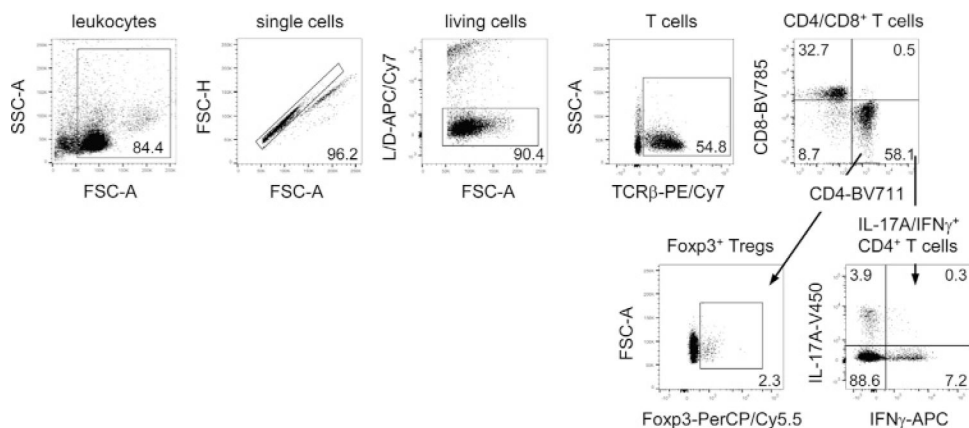 leukocytes
single cells
living cells
T cells
CD4/CD8⁺ T cells
SSC-A
84.4
FSC-A
FSC-H
96.2
FSC-A
L/D-APC/Cy7
90.4
FSC-A
SSC-A
54.8
TCRβ-PE/Cy7
CD8-BV785
32.7
0.5
8.7
58.1
CD4-BV711
Foxp3⁺ Tregs
FSC-A
2.3
Foxp3-PerCP/Cy5.5
IL-17A/IFNγ⁺
CD4⁺ T cells
IL-17A-V450
3.9
0.3
88.6
7.2
IFNγ-APC